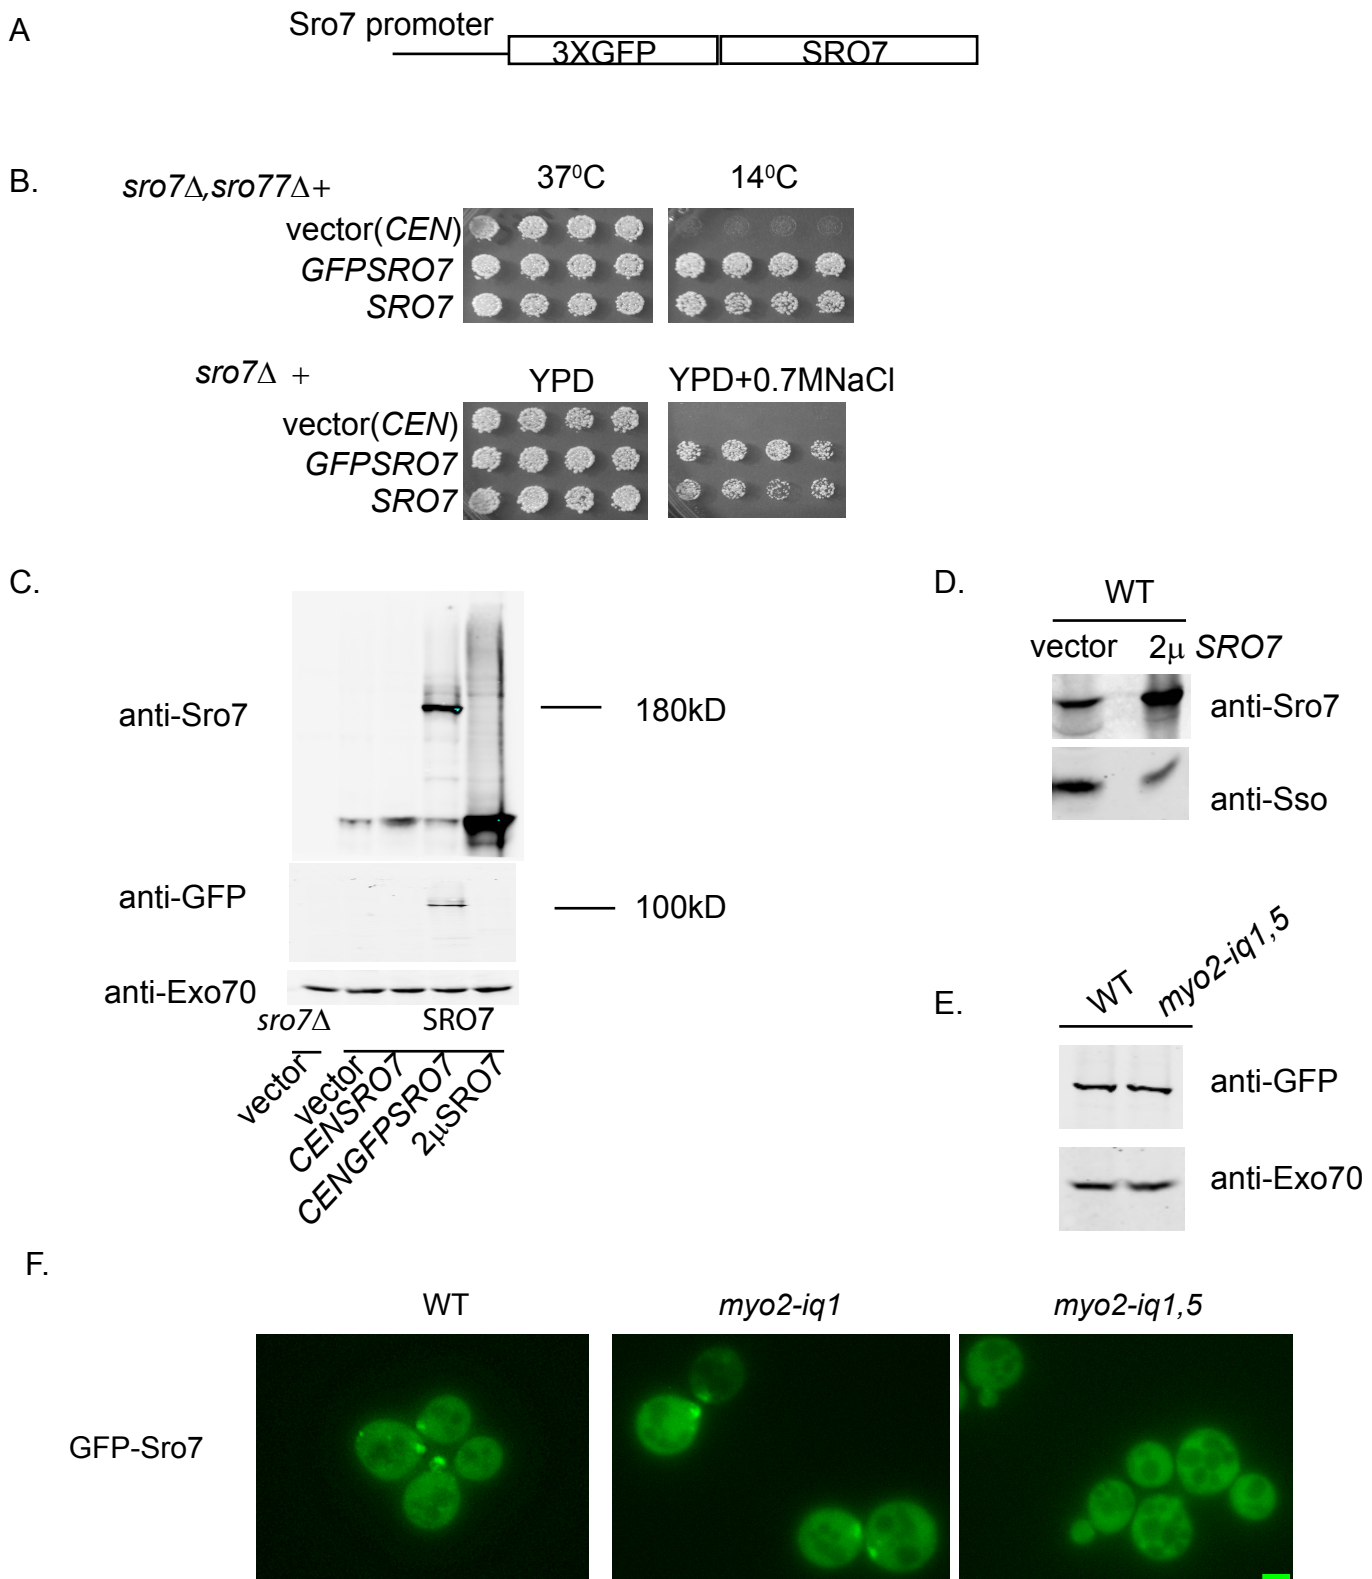 A
Sro7 promoter
3XGFP
SRO7
B.
sro7Δ,sro77Δ+
37⁰C
14⁰C
vector(CEN)
GFPSRO7
SRO7
sro7Δ +
YPD
YPD+0.7MNaCl
vector(CEN)
GFPSRO7
SRO7
C.
anti-Sro7
180kD
anti-GFP
100kD
anti-Exo70
sro7Δ
SRO7
vector
vector
CENSRO7
CENGFPSRO7
2μSRO7
D.
WT
vector
2μ SRO7
anti-Sro7
anti-Sso
E.
WT
myo2-iq1,5
anti-GFP
anti-Exo70
F.
WT
myo2-iq1
myo2-iq1,5
GFP-Sro7